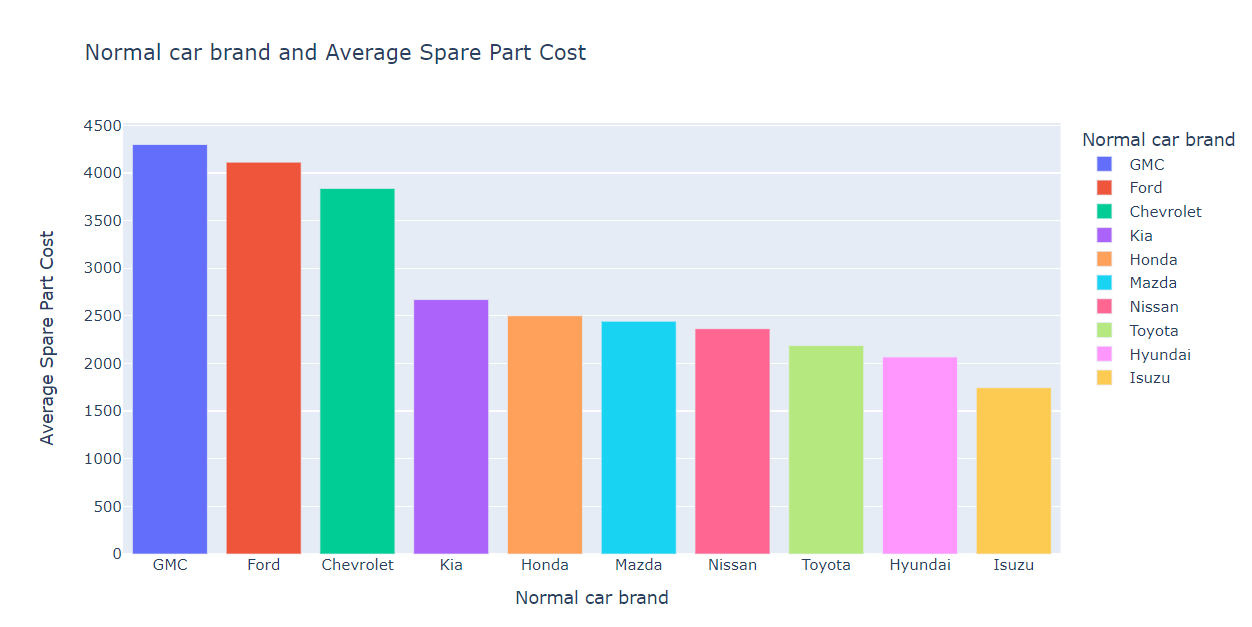 Normal car brand and Average Spare Part Cost
4500
4000
3500
3000
2500
2000
1500
1000
500
0
Average Spare Part Cost
GMC Ford Chevrolet Kia Honda Mazda Nissan Toyota Hyundai Isuzu
Normal car brand
Normal car brand
GMC
Ford
Chevrolet
Kia
Honda
Mazda
Nissan
Toyota
Hyundai
Isuzu